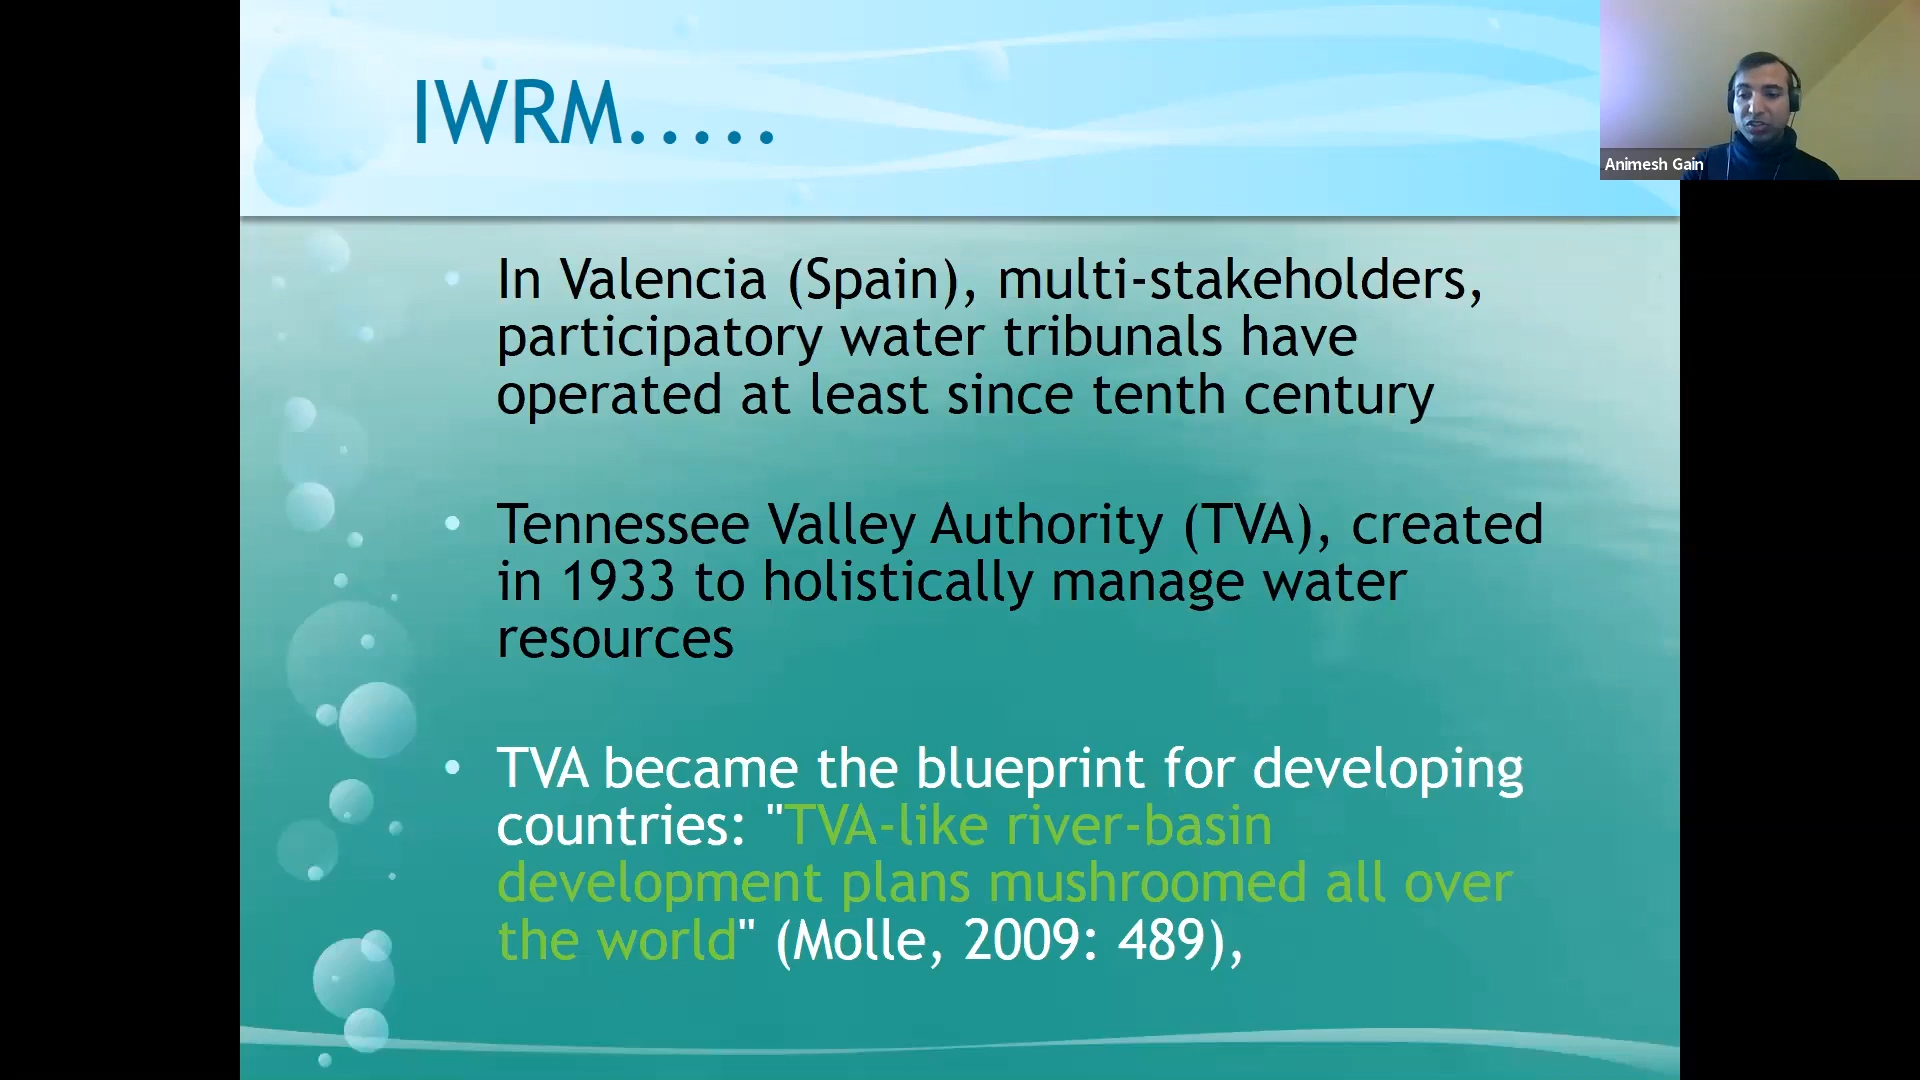 IWRM.....
Animesh Gain
• In Valencia (Spain), multi-stakeholders,
participatory water tribunals have
operated at least since tenth century
• Tennessee Valley Authority (TVA), created
in 1933 to holistically manage water
resources
• TVA became the blueprint for developing
countries: "TVA-like river-basin
development plans mushroomed all over
the world" (Molle, 2009: 489),